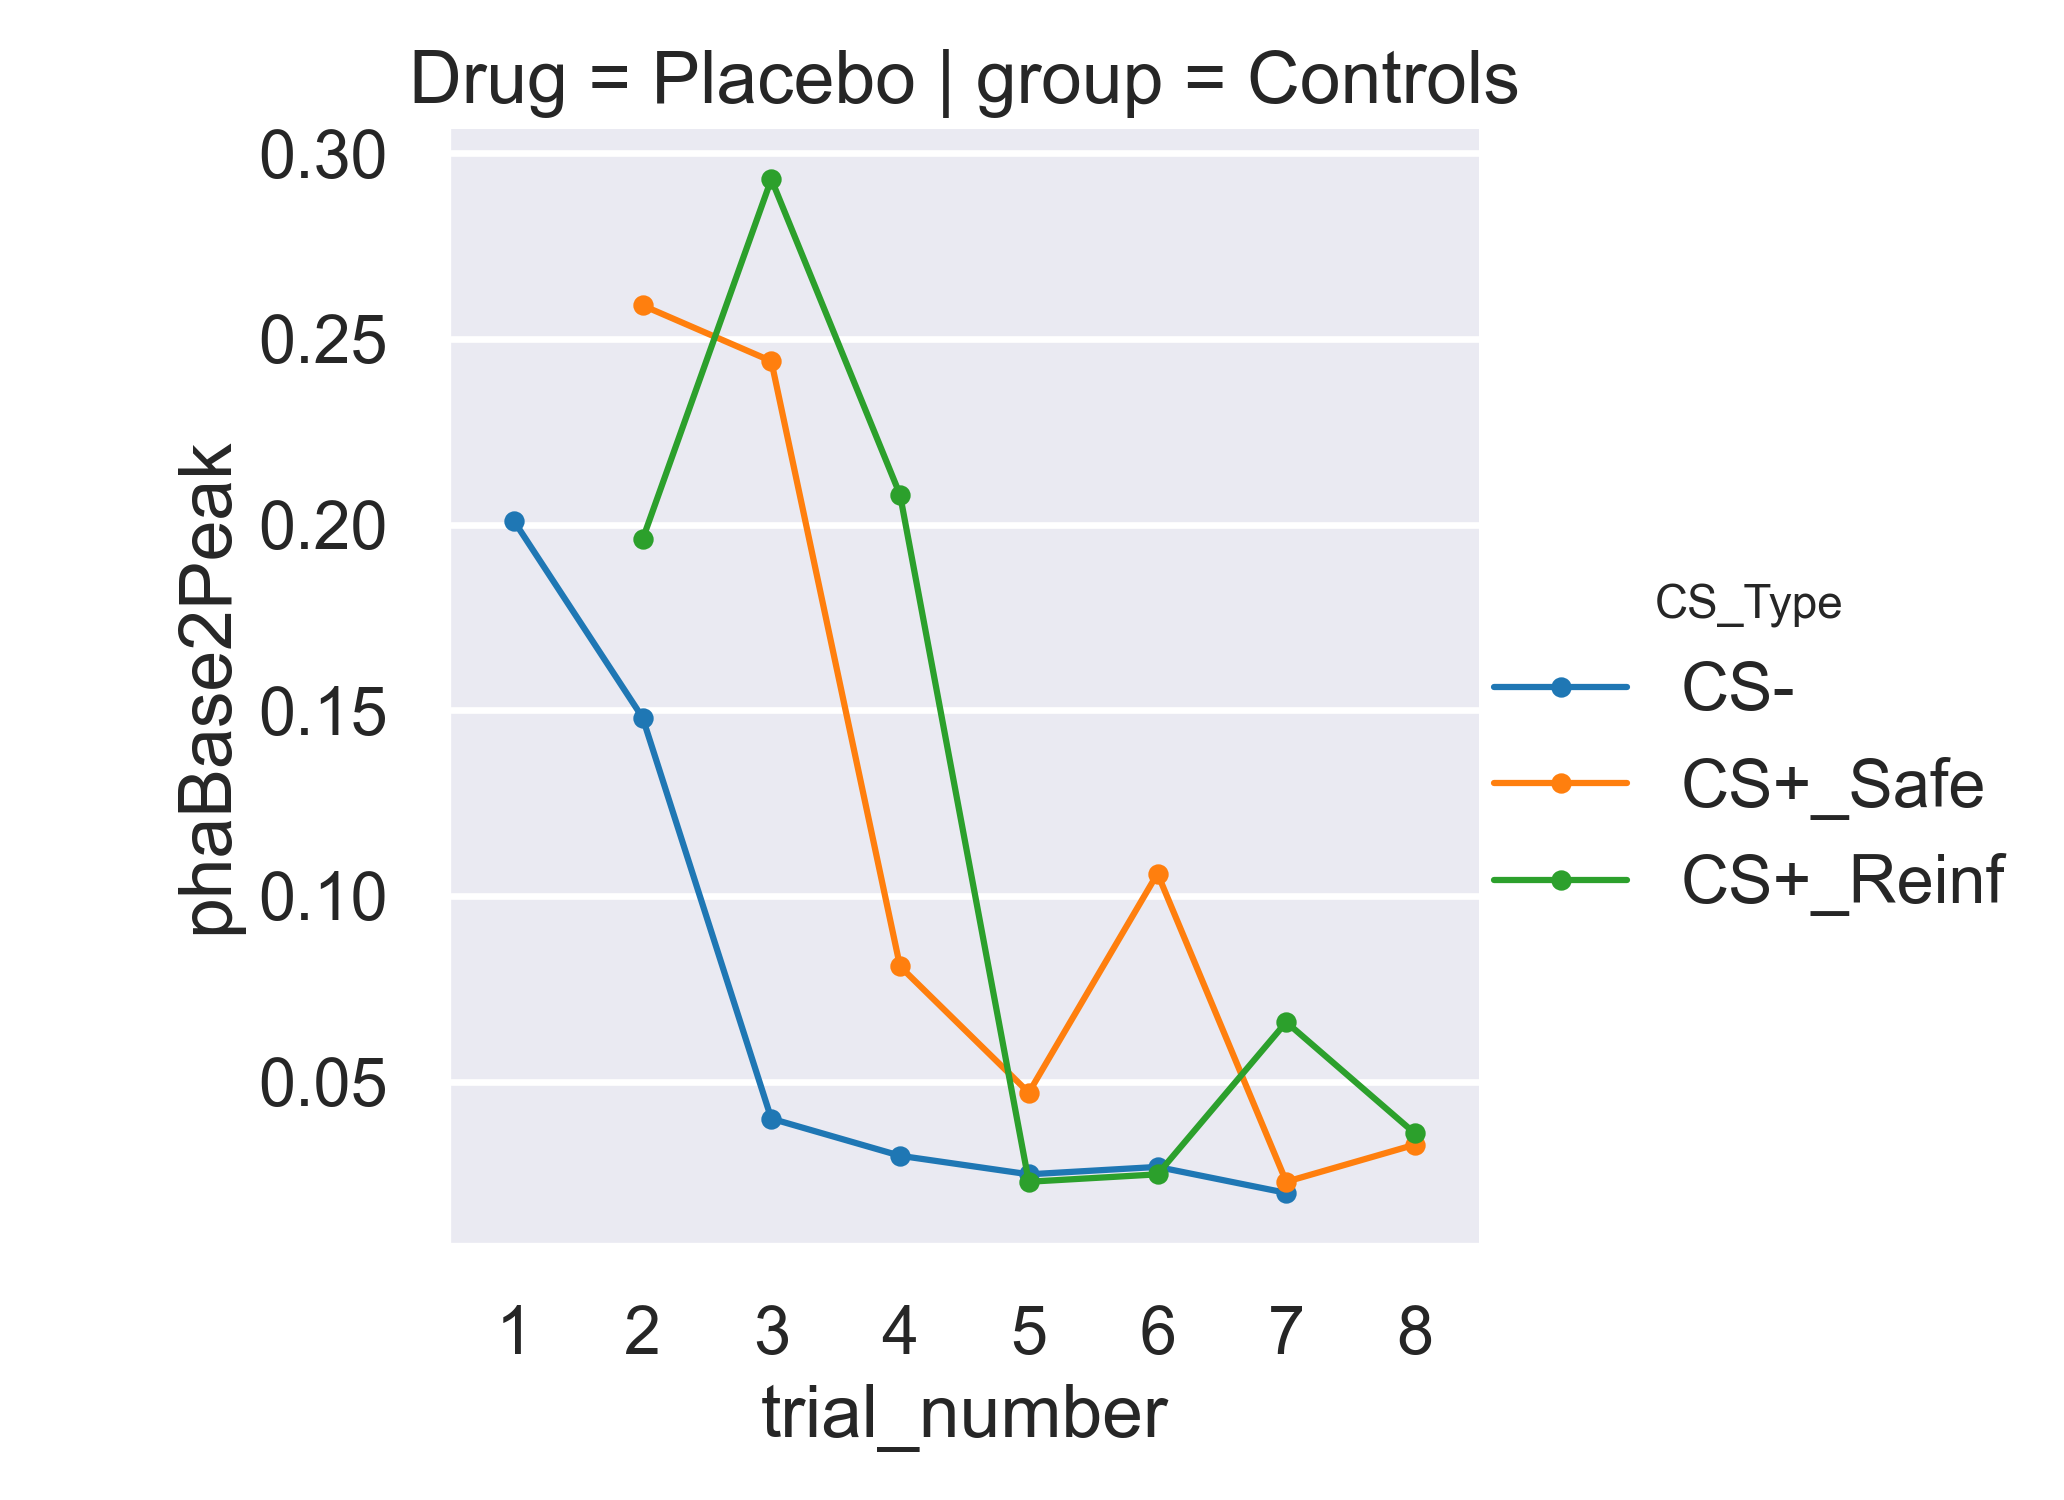 Drug = Placebo | group = Controls
0.30
0.25
0.20
0.15
0.10
0.05
phaBase2Peak
1 2 3 4 5 6 7 8
trial_number
CS_Type
CS-
CS+_Safe
CS+_Reinf